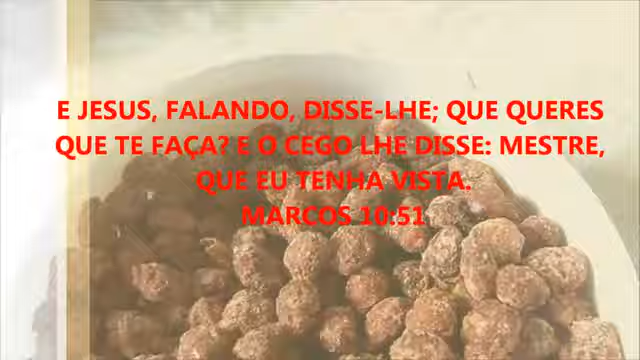 E JESUS, FALANDO, DISSE-LHE; QUE QUERES
QUE TE FAÇA? E O CEGO LHE DISSE: MESTRE,
QUE EU TENHA VISTA.
MARCOS 10:51